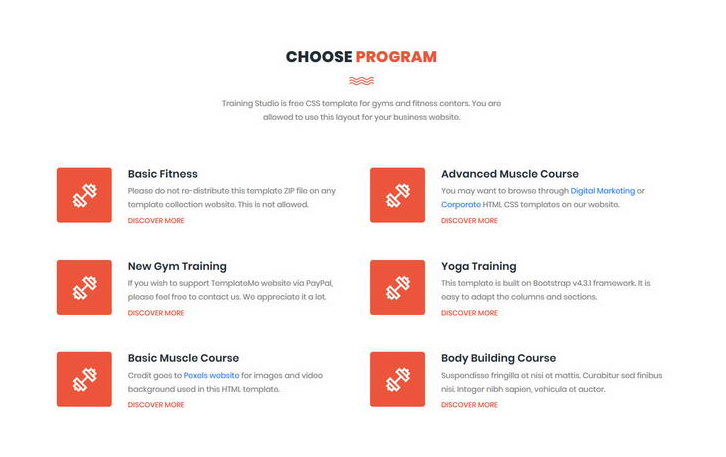 CHOOSE PROGRAM
Training Studio is free CSS template for gyms and fitness centers. You are
allowed to use this layout for your business website.
Basic Fitness
Please do not re-distribute this template ZIP file on any
template collection website. This is not allowed.
DISCOVER MORE
Advanced Muscle Course
You may want to browse through Digital Marketing or
Corporate HTML CSS templates on our website.
DISCOVER MORE
New Gym Training
If you wish to support TemplateMo website via PayPal,
please feel free to contact us. We appreciate it a lot.
DISCOVER MORE
Yoga Training
This template is built on Bootstrap v4.3.1 framework. It is
easy to adapt the columns and sections.
DISCOVER MORE
Basic Muscle Course
Credit goes to Pexels website for images and video
background used in this HTML template.
DISCOVER MORE
Body Building Course
Suspendisse fringilla et nisi et mattis. Curabitur sed finibus
nisi. Integer nibh sapien, vehicula et auctor.
DISCOVER MORE